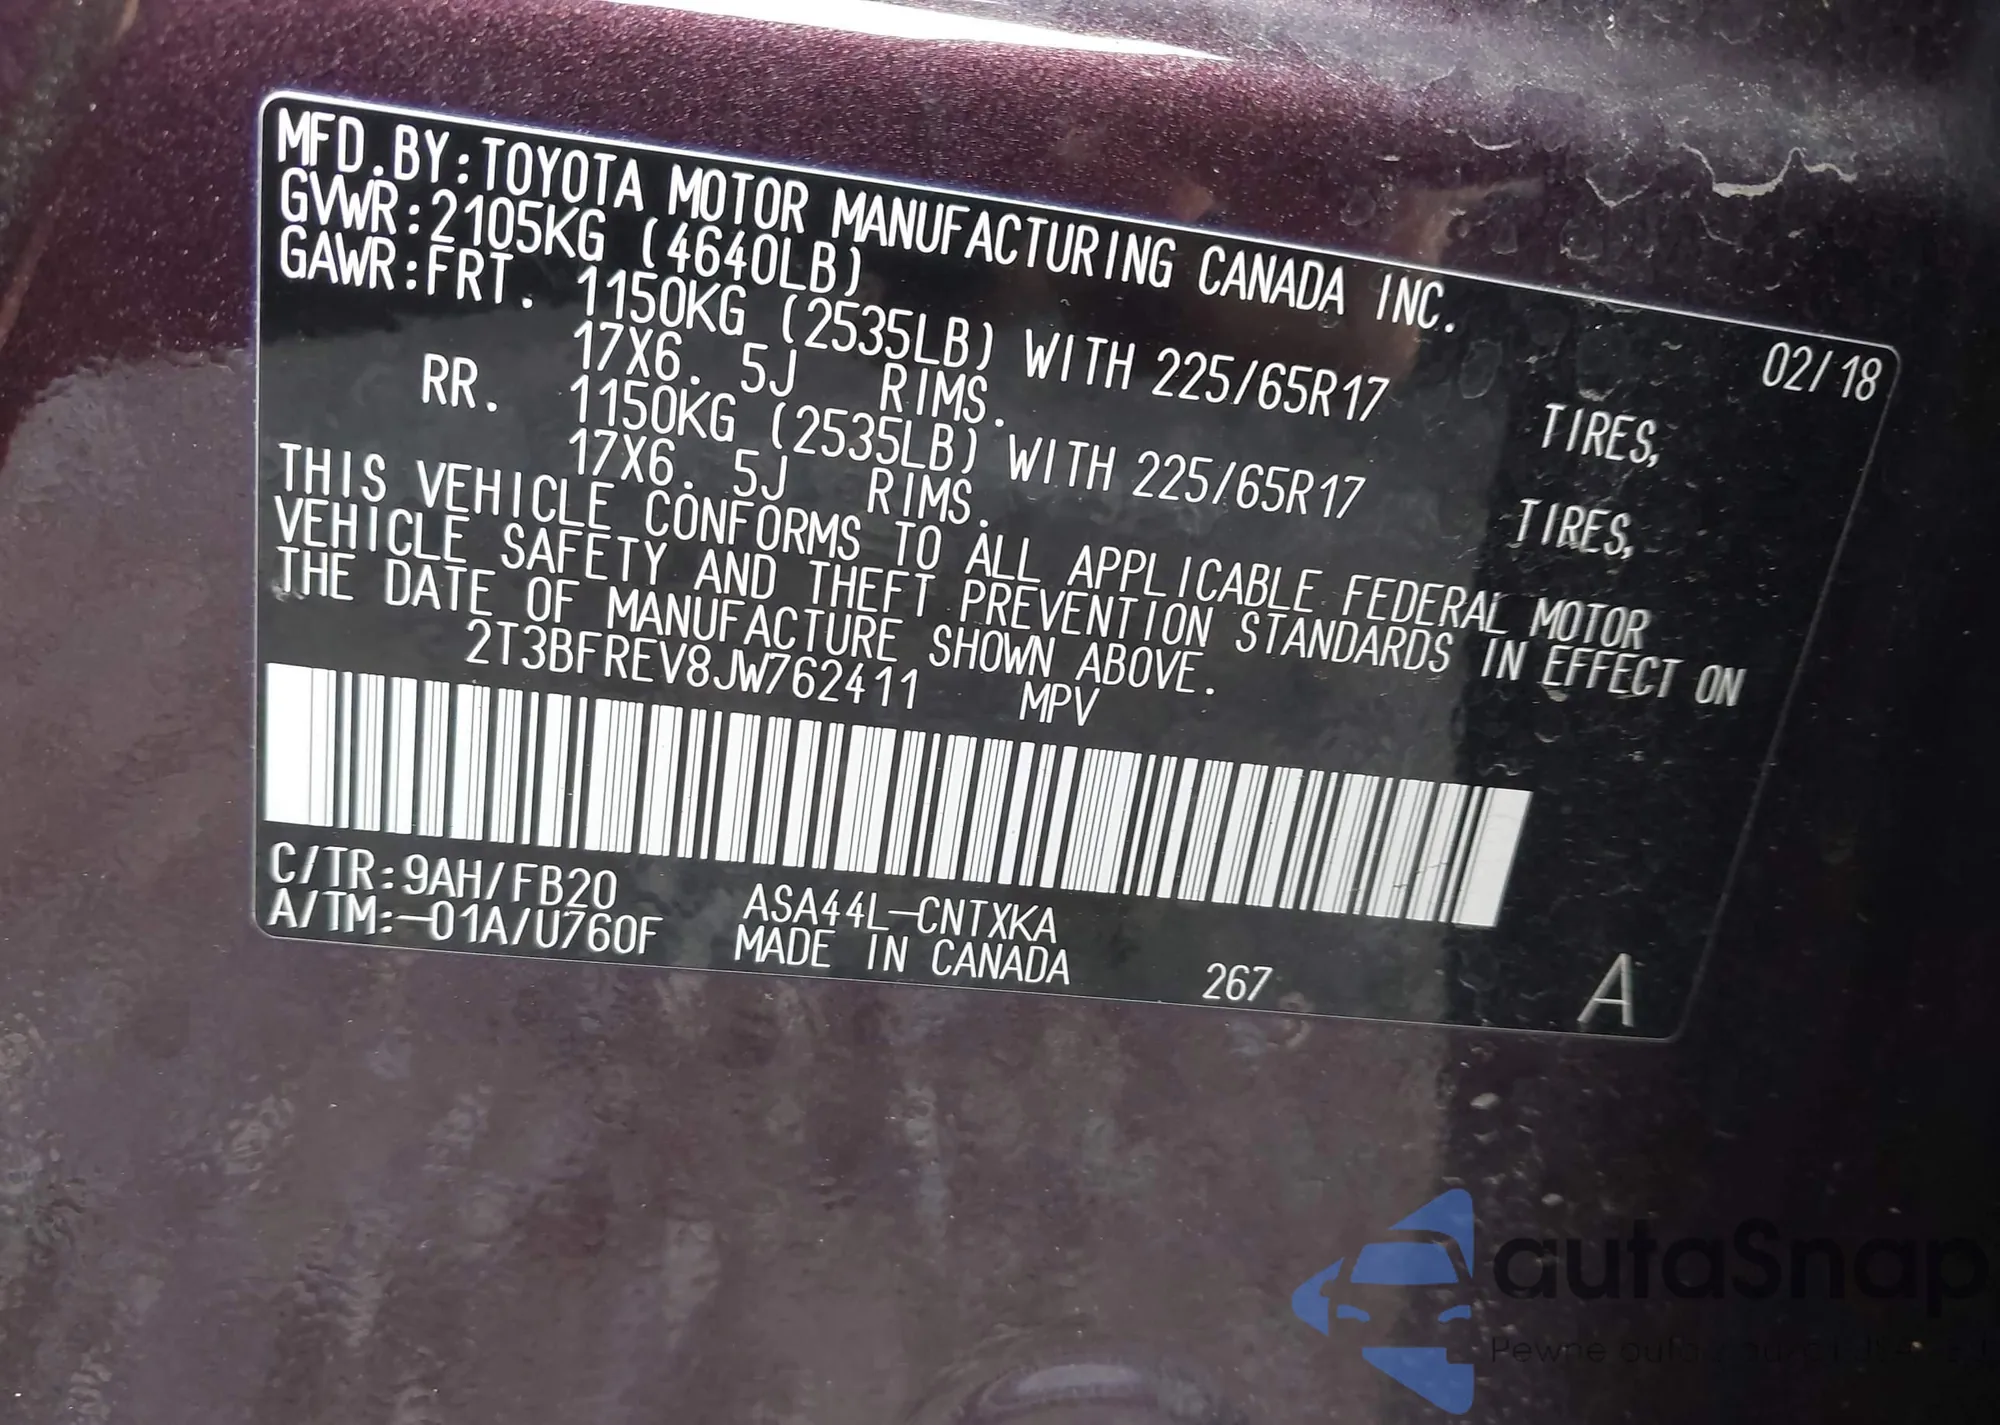 MFD.BY:TOYOTA MOTOR MANUFACTURING CANADA INC.
GVWR:2105KG (4640LB) 02/18
GAWR:FRT. 1150KG (2535LB) WITH 225/65R17 TIRES,
17X6. 5J RIMS.
RR. 1150KG (2535LB) WITH 225/65R17 TIRES,
17X6. 5J RIMS.
THIS VEHICLE CONFORMS TO ALL APPLICABLE FEDERAL MOTOR
VEHICLE SAFETY AND THEFT PREVENTION STANDARDS IN EFFECT ON
THE DATE OF MANUFACTURE SHOWN ABOVE.
2T3BFREV8JW762411 MPV
C/TR:9AH/FB20 ASA44L-CNTXKA
A/TM:-01A/U760F MADE IN CANADA 267 A
autaSnap
Pewne